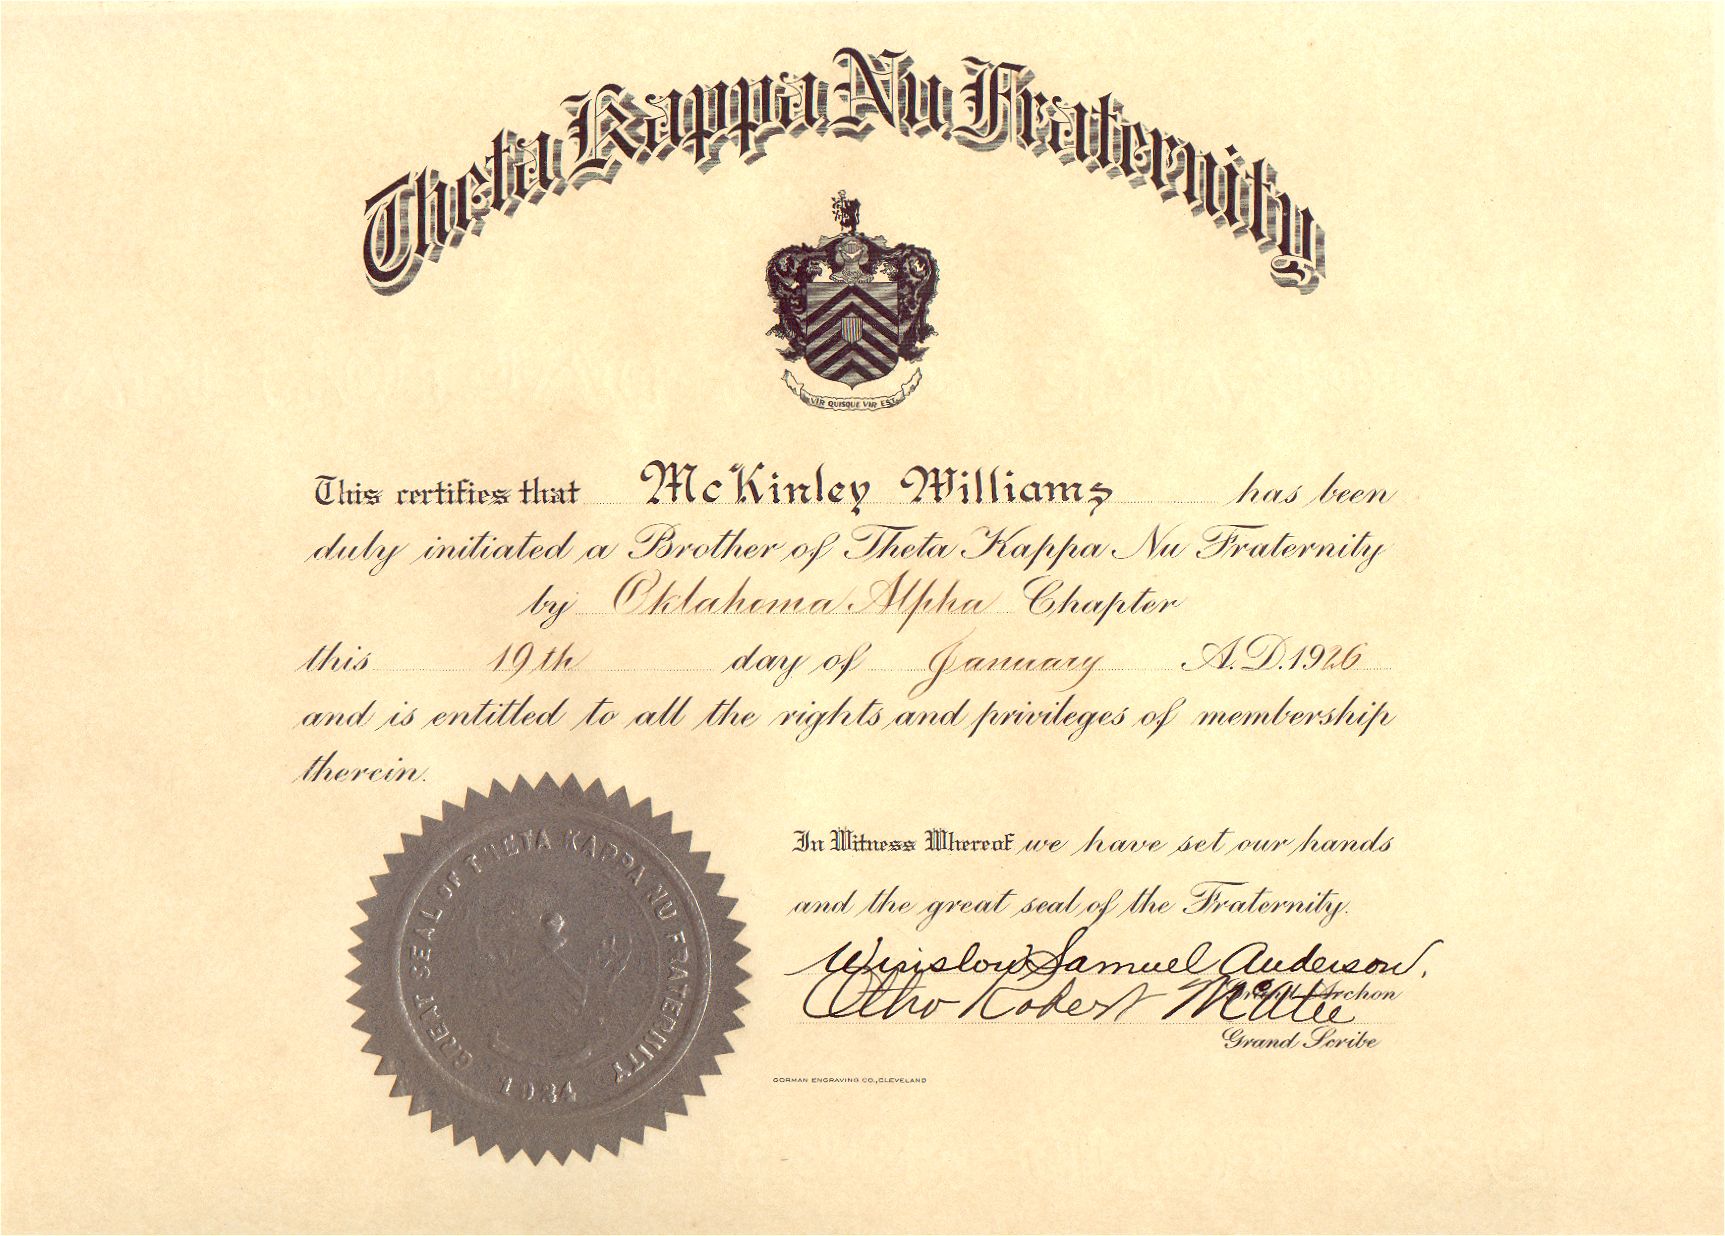 Theta Kappa Nu Fraternity
VIR QUISQUE VIR EST
This certifies that McKinley Williams has been
duly initiated a Brother of Theta Kappa Nu Fraternity
by Oklahoma Alpha Chapter
this 19th day of January A.D. 1926
and is entitled to all the rights and privileges of membership
therein.
In Witness Whereof we have set our hands
and the great seal of the Fraternity.
Winslow Samuel Anderson.
Grand Archon
Otho Robert McAtee
Grand Scribe
GREAT SEAL OF THETA KAPPA NU FRATERNITY
1924
GORMAN ENGRAVING CO., CLEVELAND